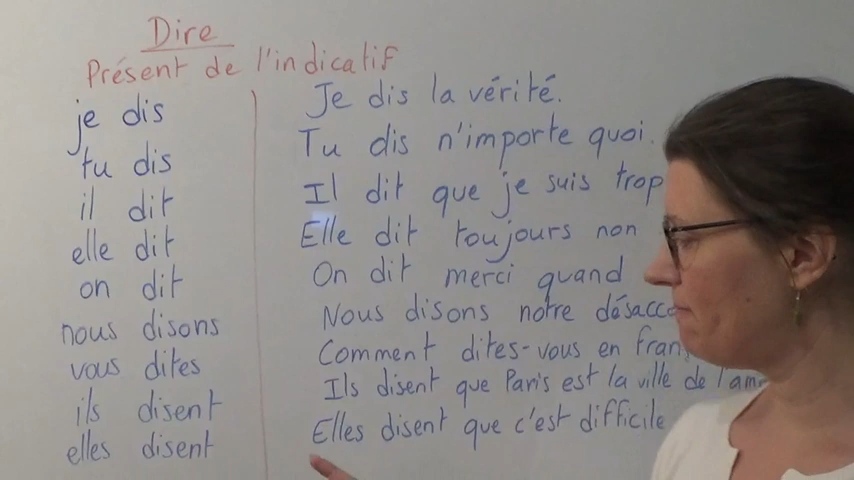 Dire
Présent de l'indicatif
je dis
tu dis
il dit
elle dit
on dit
nous disons
vous dites
ils disent
elles disent
Je dis la vérité.
Tu dis n'importe quoi.
Il dit que je suis trop
Elle dit toujours non
On dit merci quand
Nous disons notre
Comment dites-vous en
Ils disent que Paris est la ville de
Elles disent que c'est difficile